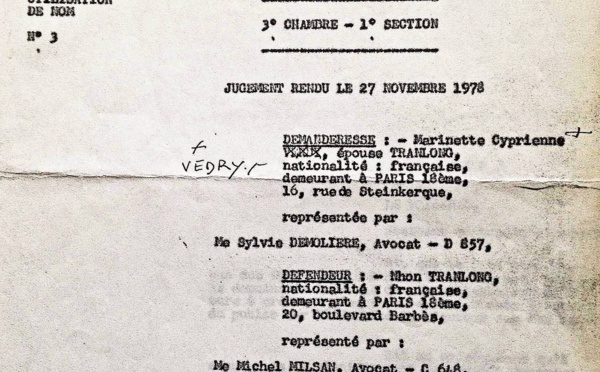 UTILISATION
DE NOM
N° 3
3° CHAMBRE - 1° SECTION
JUGEMENT RENDU LE 27 NOVEMBRE 1978
DEMANDERESSE : - Marinette Cyprienne
épouse TRANLONG,
VEDRY
nationalité : française,
demeurant à PARIS 18ème,
16, rue de Steinkerque,
représentée par :
Me Sylvie DEMOLIERE, Avocat - D 857,
DEFENDEUR : - Nhon TRANLONG,
nationalité : française,
demeurant à PARIS 18ème,
20, boulevard Barbès,
représenté par :
Me Michel MILSAN, Avocat - C 648,